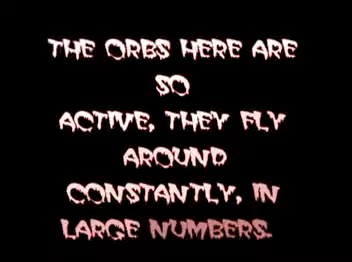 THE ORBS HERE ARE
SO
ACTIVE, THEY FLY
AROUND
CONSTANTLY, IN
LARGE NUMBERS.